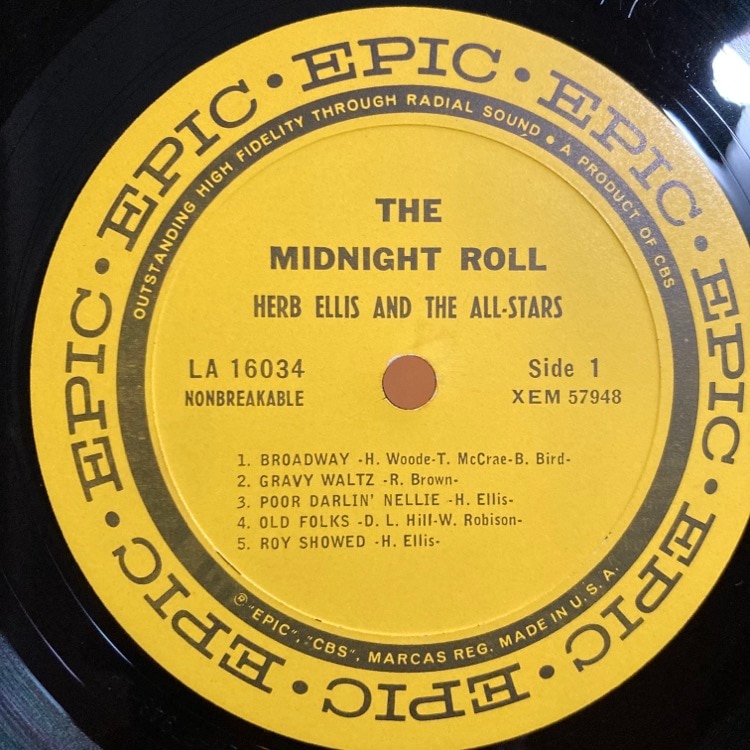 EPIC • EPIC • EPIC • EPIC • EPIC • EPIC • EPIC • EPIC • EPIC • EPIC •
OUTSTANDING HIGH FIDELITY THROUGH RADIAL SOUND • A PRODUCT OF CBS
THE
MIDNIGHT ROLL
HERB ELLIS AND THE ALL-STARS
LA 16034
Side 1
NONBREAKABLE
XEM 57948
1. BROADWAY -H. Woode-T. McCrae-B. Bird-
2. GRAVY WALTZ -R. Brown-
3. POOR DARLIN' NELLIE -H. Ellis-
4. OLD FOLKS -D. L. Hill-W. Robison-
5. ROY SHOWED -H. Ellis-
® "EPIC", "CBS", MARCAS REG. MADE IN U.S.A.